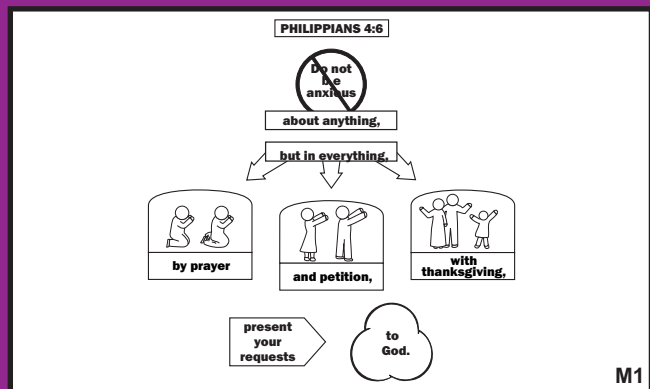 PHILIPPIANS 4:6
Do not
be
anxious
about anything,
but in everything,
by prayer
and petition,
with
thanksgiving,
present
your
requests
to
God.
M1